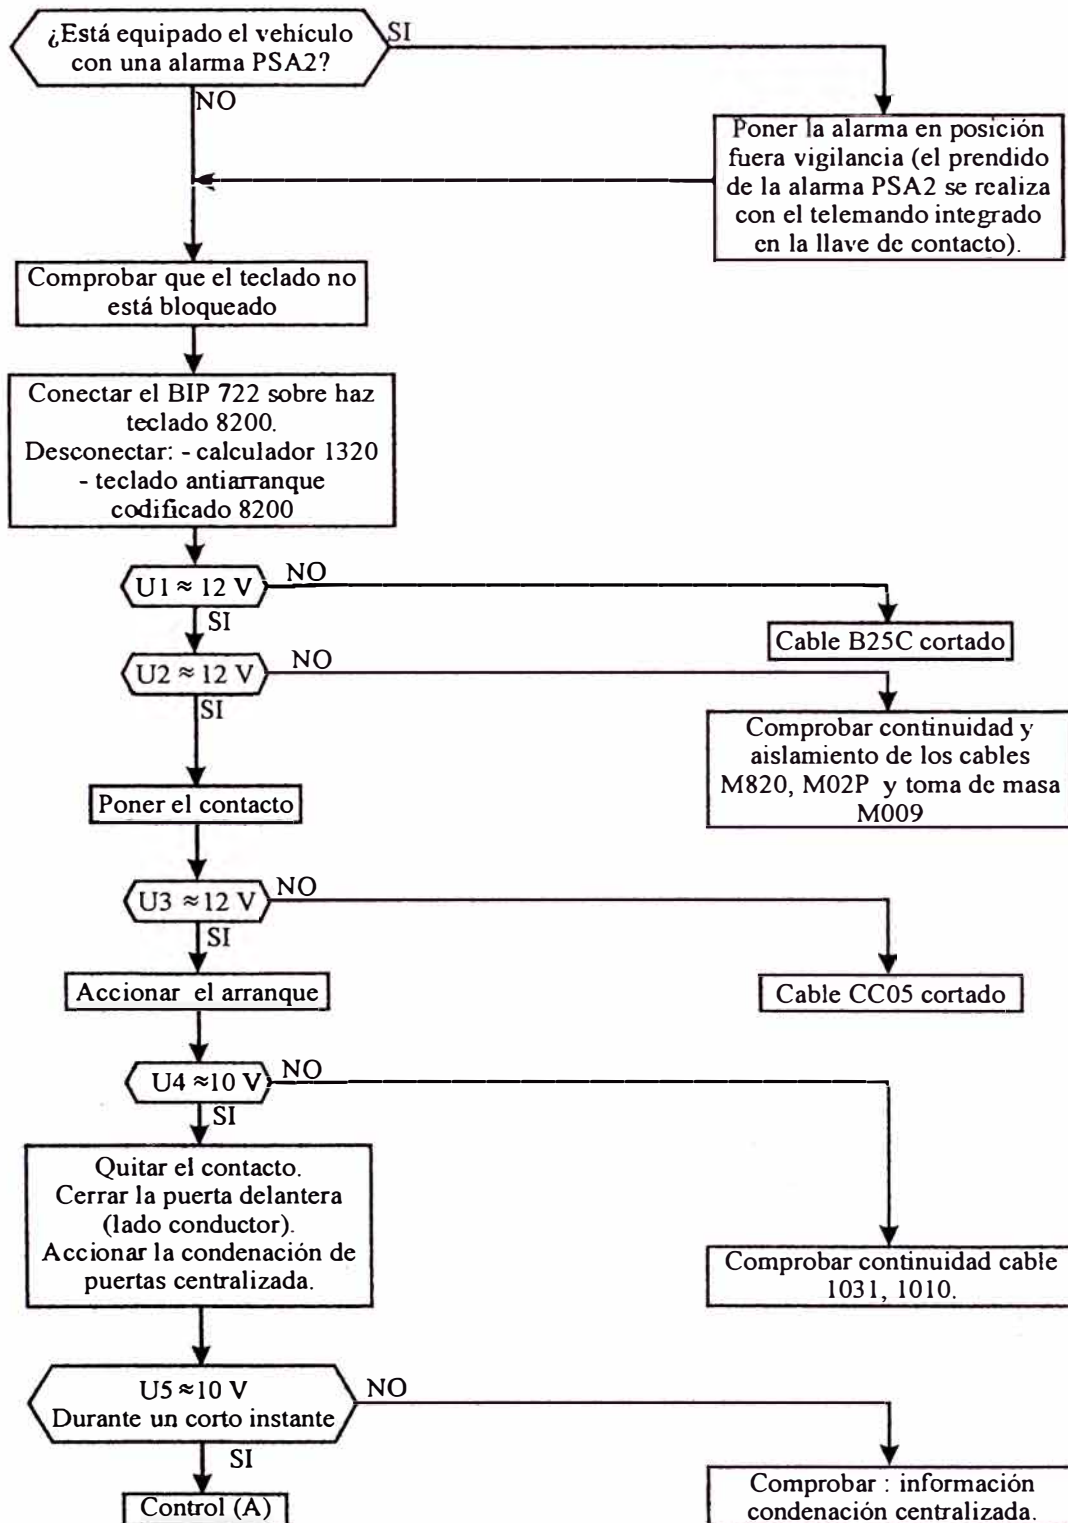 ¿Está equipado el vehículo
con una alarma PSA2?
SI
NO
Poner la alarma en posición
fuera vigilancia (el prendido
de la alarma PSA2 se realiza
con el telemando integrado
en la llave de contacto).
Comprobar que el teclado no
está bloqueado
Conectar el BIP 722 sobre haz
teclado 8200.
Desconectar: - calculador 1320
- teclado antiarranque
codificado 8200
U1 ≈ 12 V
NO
SI
Cable B25C cortado
U2 ≈ 12 V
NO
SI
Comprobar continuidad y
aislamiento de los cables
M820, M02P y toma de masa
M009
Poner el contacto
U3 ≈12 V
NO
SI
Accionar el arranque
Cable CC05 cortado
U4 ≈10 V
NO
SI
Quitar el contacto.
Cerrar la puerta delantera
(lado conductor).
Accionar la condenación de
puertas centralizada.
Comprobar continuidad cable
1031, 1010.
U5 ≈10 V
Durante un corto instante
NO
SI
Control (A)
Comprobar : información
condenación centralizada.